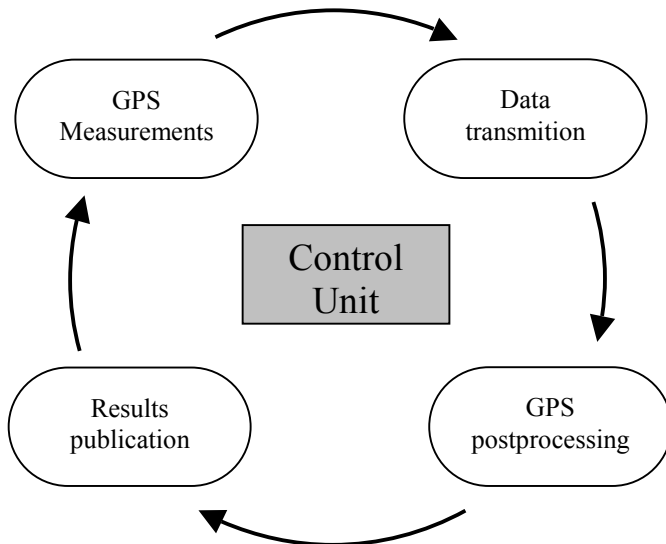 GPS
Measurements
Data
transmition
Control
Unit
Results
publication
GPS
postprocessing